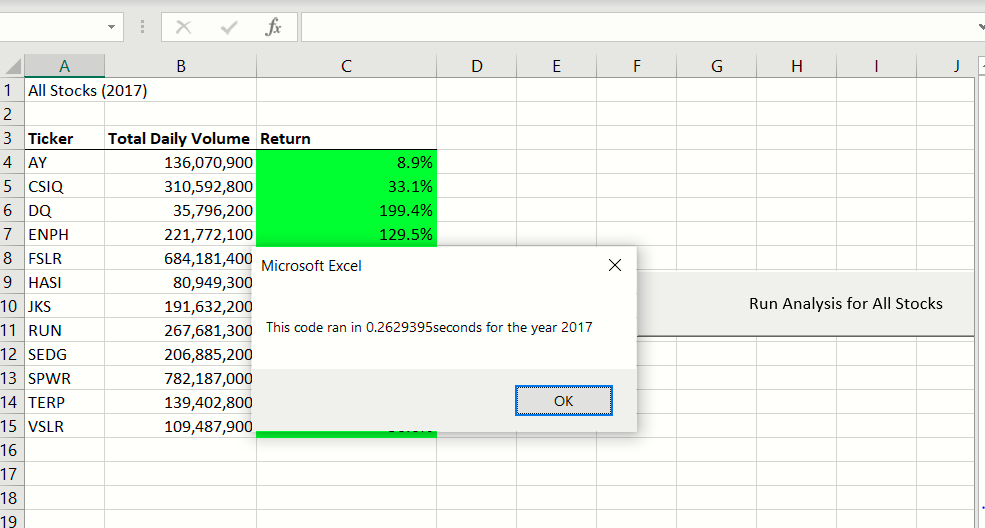 fx
A B C D E F G H I J
1 All Stocks (2017)
2
3 Ticker Total Daily Volume Return
4 AY 136,070,900 8.9%
5 CSIQ 310,592,800 33.1%
6 DQ 35,796,200 199.4%
7 ENPH 221,772,100 129.5%
8 FSLR 684,181,400
9 HASI 80,949,300
10 JKS 191,632,200
11 RUN 267,681,300
12 SEDG 206,885,200
13 SPWR 782,187,000
14 TERP 139,402,800
15 VSLR 109,487,900
16
17
18
19
Microsoft Excel
This code ran in 0.2629395seconds for the year 2017
OK
Run Analysis for All Stocks